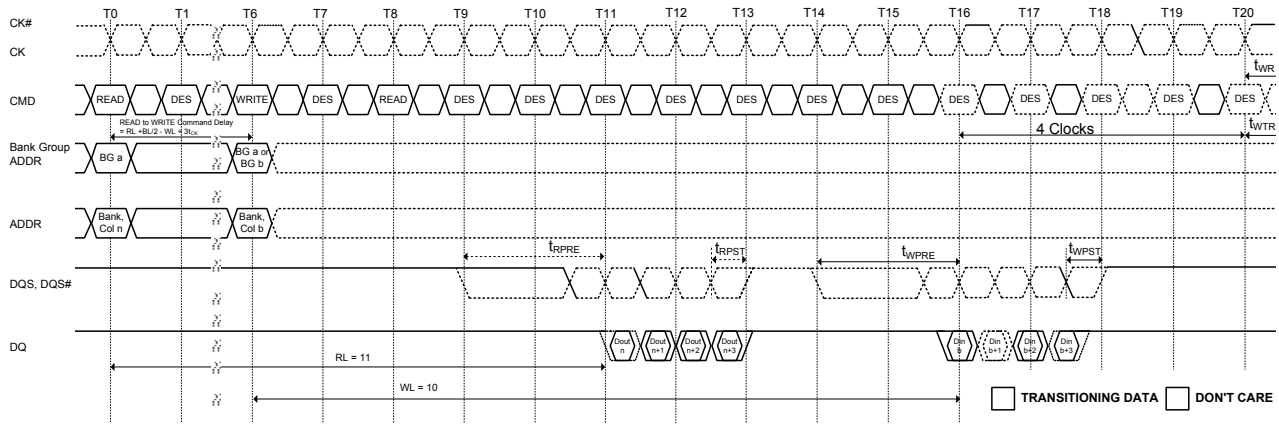 CK#
CK
T0 T1 T6 T7 T8 T9 T10 T11 T12 T13 T14 T15 T16 T17 T18 T19 T20
tWR
CMD
READ DES WRITE DES READ DES DES DES DES DES DES DES DES DES DES DES DES
READ to WRITE Command Delay
= RL +BL/2 - WL + 3tCK
4 Clocks
tWTR
Bank Group
ADDR
BG a
BG a or
BG b
ADDR
Bank,
Col n
Bank,
Col b
tRPRE
tRPST
tWPRE
tWPST
DQS, DQS#
DQ
Dout
n
Dout
n+1
Dout
n+2
Dout
n+3
Din
b
Din
b+1
Din
b+2
Din
b+3
RL = 11
WL = 10
TRANSITIONING DATA
DON'T CARE